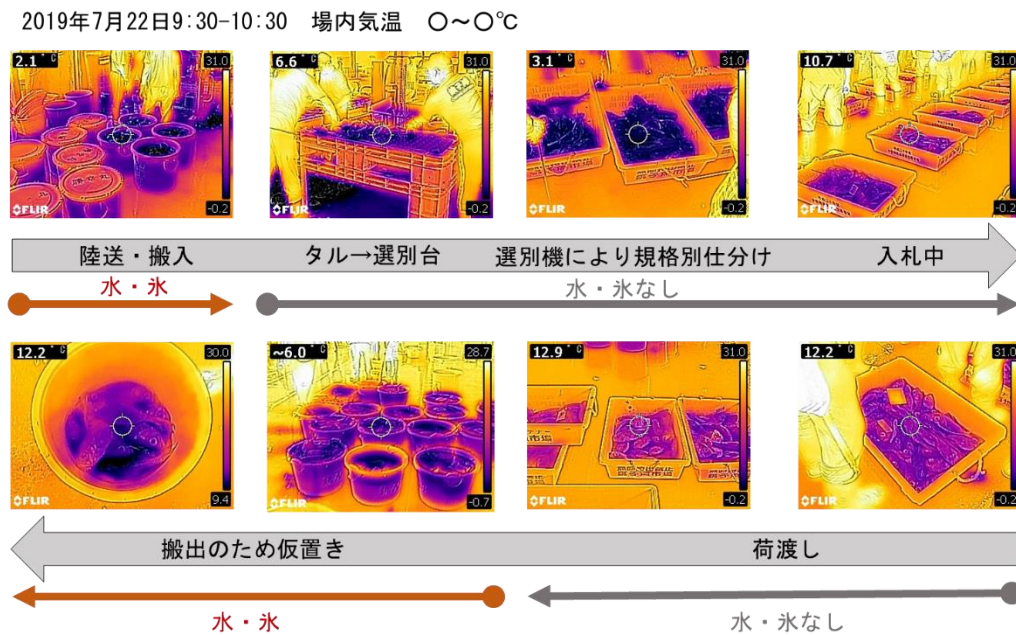 2019年7月22日9:30-10:30　場内気温　〇～〇℃
2.1 °C 31.0
6.6 °C 31.0
3.1 °C 31.0
10.7 °C 31.0
FLIR -0.2
FLIR -0.2
FLIR -0.2
-0.2
陸送・搬入
タル→選別台
選別機により規格別仕分け
入札中
水・氷
水・氷なし
12.2 °C 30.0
~6.0 °C 28.7
12.9 °C 31.0
12.2 °C 31.0
FLIR 9.4
FLIR -0.7
FLIR -0.2
FLIR -0.2
搬出のため仮置き
荷渡し
水・氷
水・氷なし